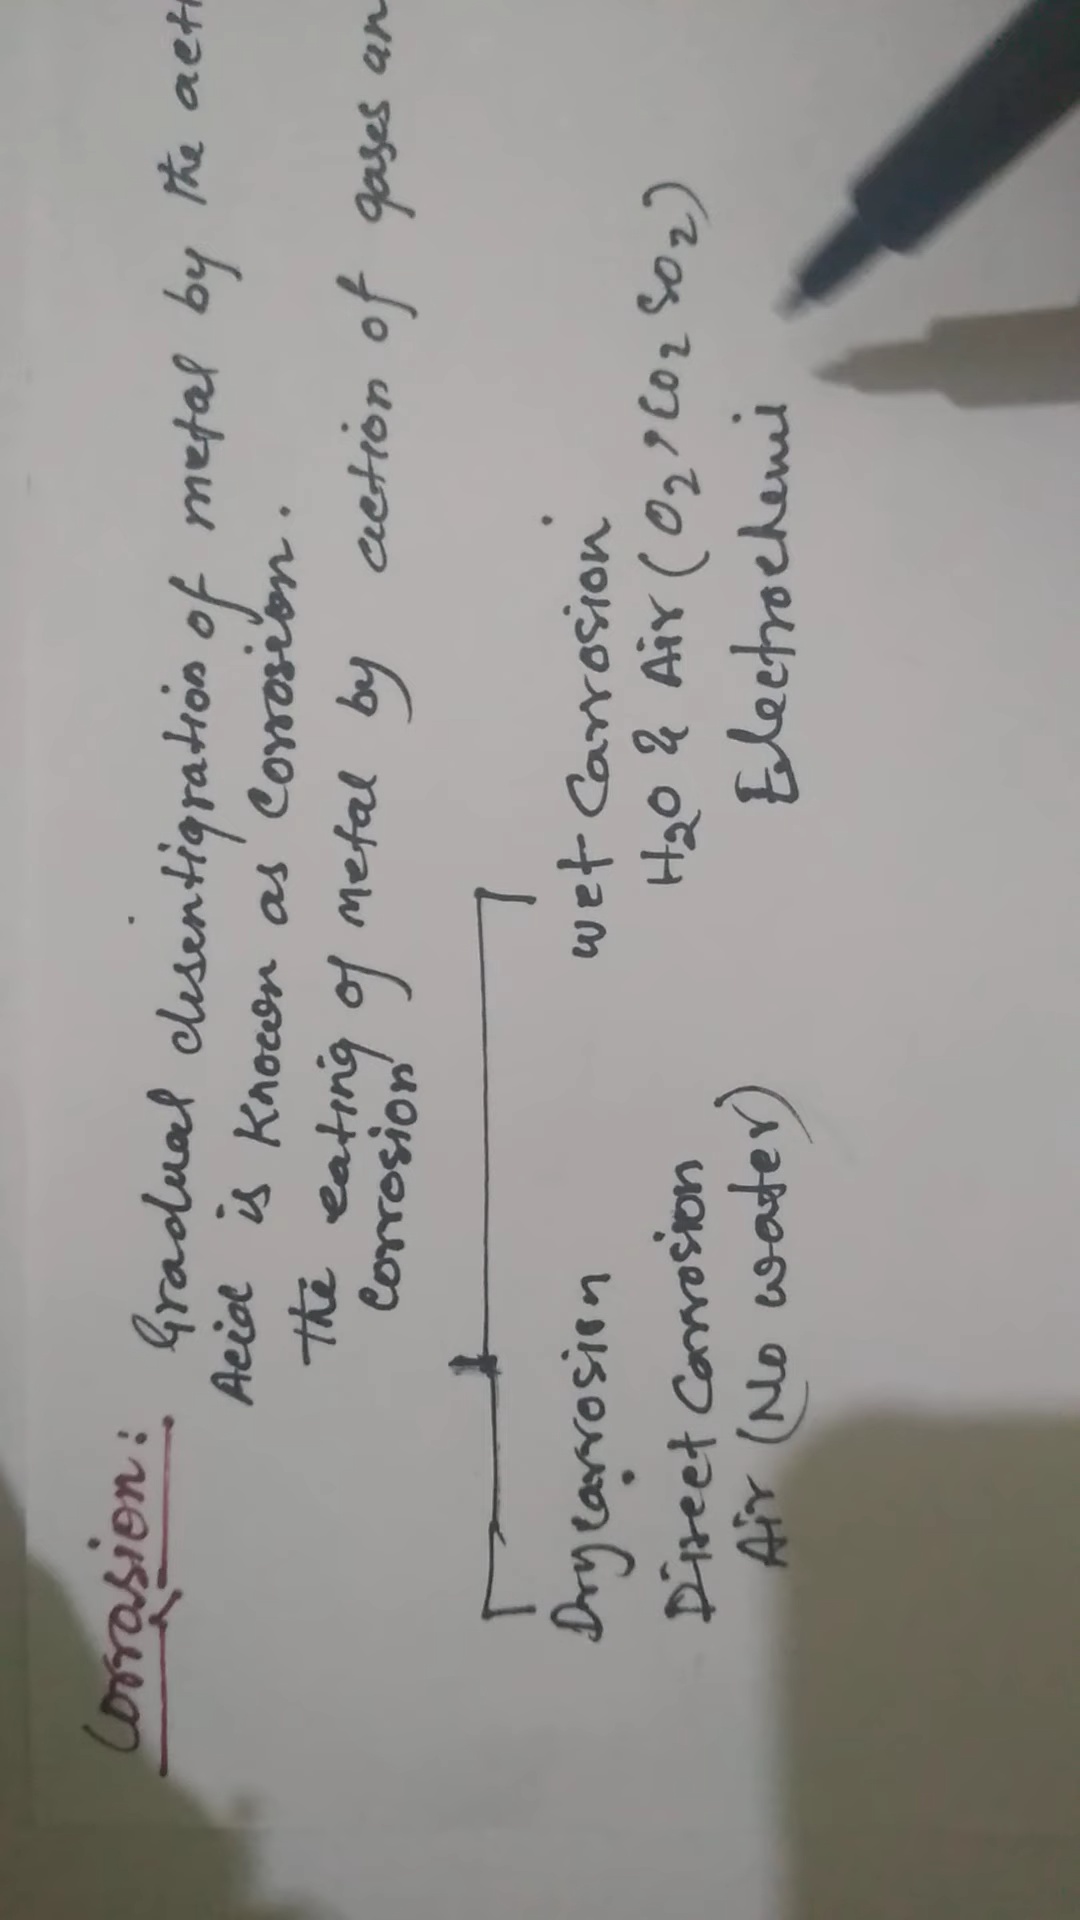 Corrosion:
Gradual disentigration of metal by the acti
Acid is Known as Corrosion.
The eating of Metal by action of gases an
Corrosion
Dry Corrosion
Wet Corrosion
Direct Corrosion
H2O & Air (O2, CO2 SO2)
Air (No water)
Electrochemi